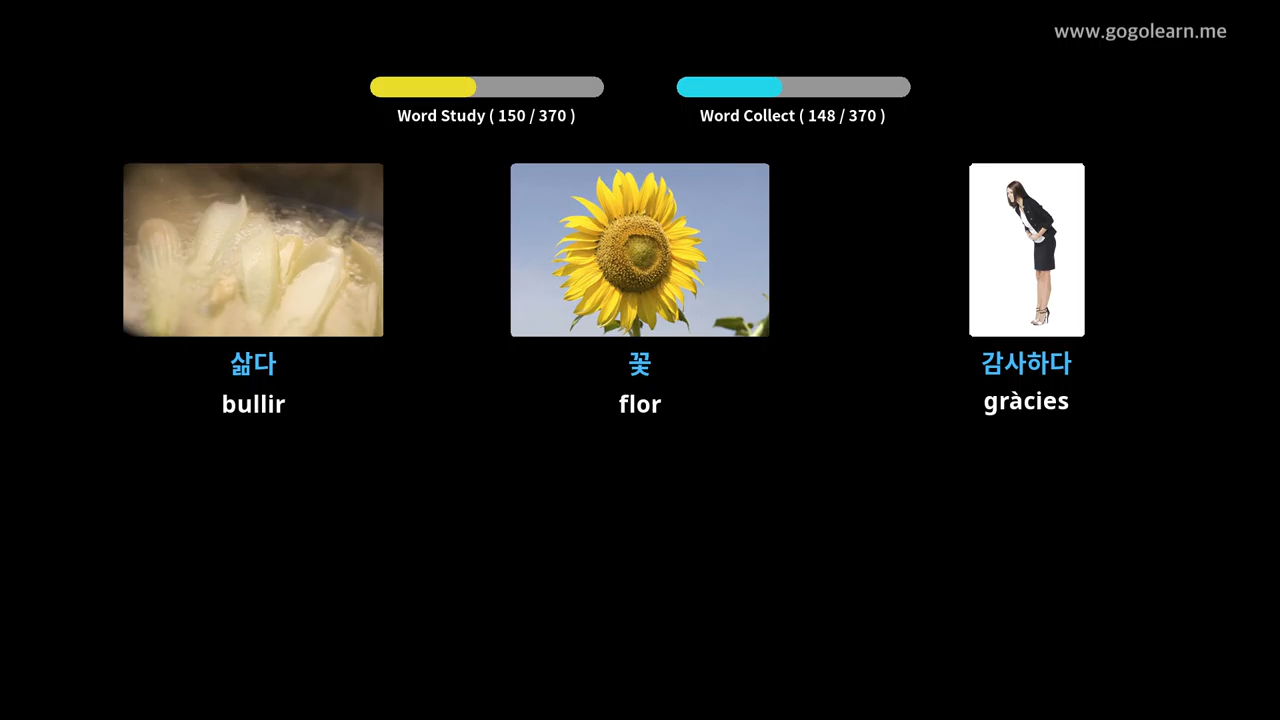 www.gogolearn.me
Word Study ( 150 / 370 )
Word Collect ( 148 / 370 )
삶다
꽃
감사하다
bullir
flor
gràcies